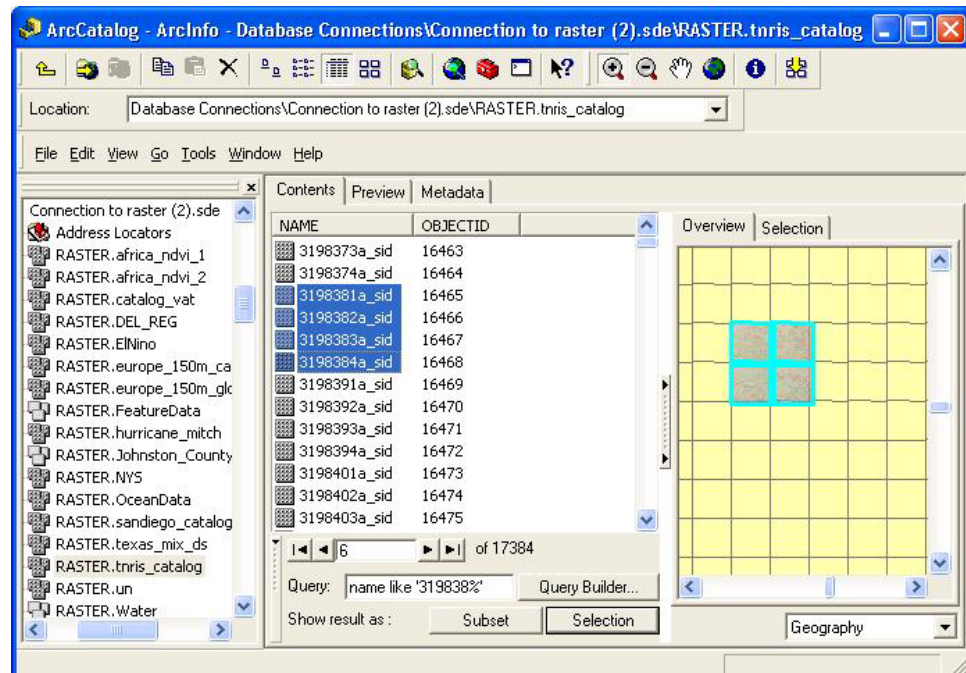 ArcCatalog - ArcInfo - Database Connections\Connection to raster (2).sde\RASTER.tnris_catalog
Location: Database Connections\Connection to raster (2).sde\RASTER.tnris_catalog
File Edit View Go Tools Window Help
Connection to raster (2).sde
Address Locators
RASTER.africa_ndvi_1
RASTER.africa_ndvi_2
RASTER.catalog_vat
RASTER.DEL_REG
RASTER.ElNino
RASTER.europe_150m_ca
RASTER.europe_150m_glo
RASTER.FeatureData
RASTER.hurricane_mitch
RASTER.Johnston_County
RASTER.NYS
RASTER.OceanData
RASTER.sandiego_catalog
RASTER.texas_mix_ds
RASTER.tnris_catalog
RASTER.un
RASTER.Water
Contents Preview Metadata
NAME OBJECTID
3198373a_sid 16463
3198374a_sid 16464
3198381a_sid 16465
3198382a_sid 16466
3198383a_sid 16467
3198384a_sid 16468
3198391a_sid 16469
3198392a_sid 16470
3198393a_sid 16471
3198394a_sid 16472
3198401a_sid 16473
3198402a_sid 16474
3198403a_sid 16475
6 of 17384
Query: name like '319838%' Query Builder...
Show result as : Subset Selection
Overview Selection
Geography